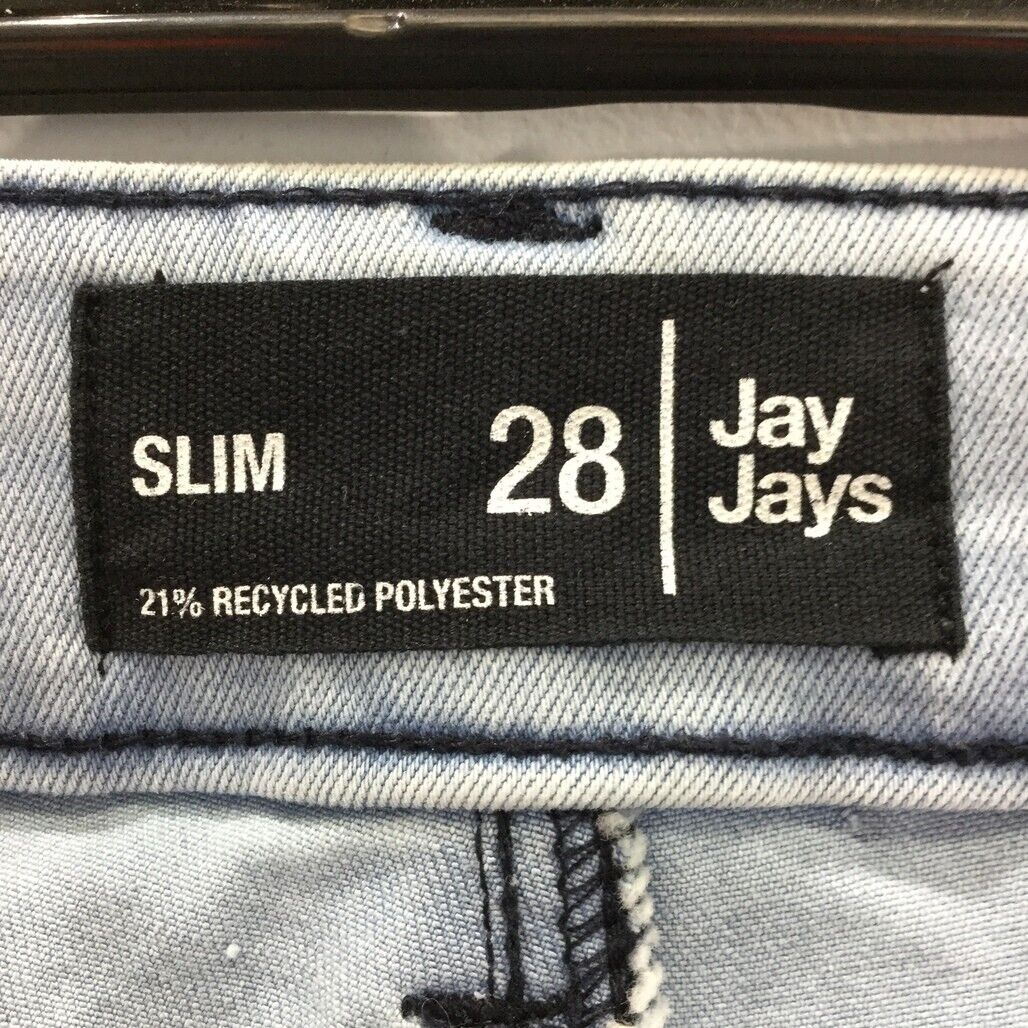 SLIM
28
Jay
Jays
21% RECYCLED POLYESTER